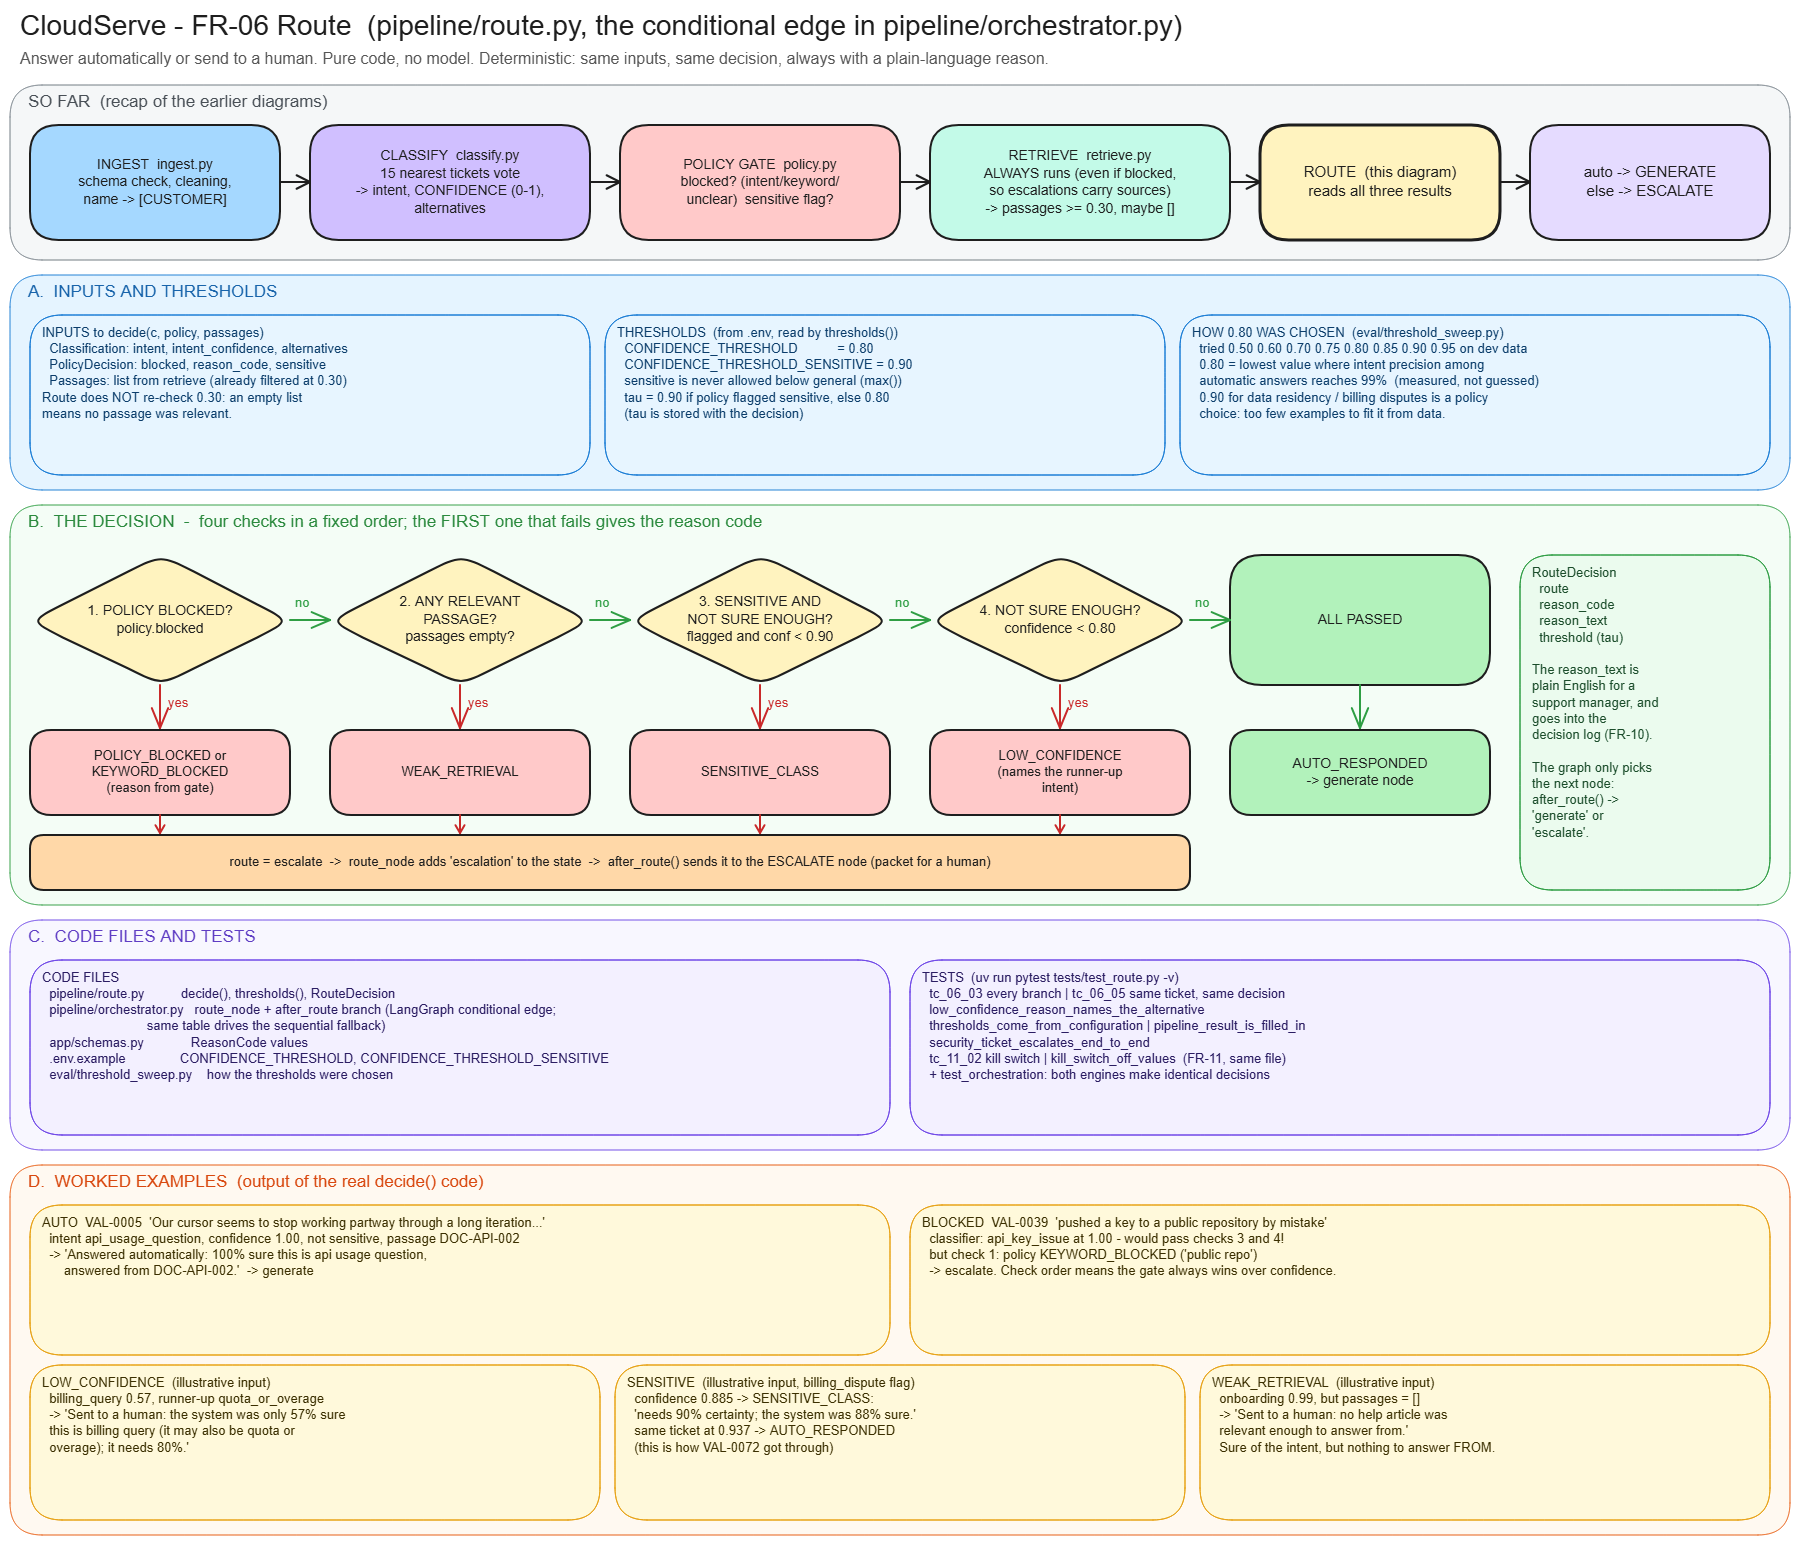 CloudServe - FR-06 Route  (pipeline/route.py, the conditional edge in pipeline/orchestrator.py)
Answer automatically or send to a human. Pure code, no model. Deterministic: same inputs, same decision, always with a plain-language reason.
SO FAR  (recap of the earlier diagrams)
INGEST  ingest.py
schema check, cleaning,
name -> [CUSTOMER]
CLASSIFY  classify.py
15 nearest tickets vote
-> intent, CONFIDENCE (0-1),
alternatives
POLICY GATE  policy.py
blocked? (intent/keyword/
unclear)  sensitive flag?
RETRIEVE  retrieve.py
ALWAYS runs (even if blocked,
so escalations carry sources)
-> passages >= 0.30, maybe []
ROUTE  (this diagram)
reads all three results
auto -> GENERATE
else -> ESCALATE
A.  INPUTS AND THRESHOLDS
INPUTS to decide(c, policy, passages)
Classification: intent, intent_confidence, alternatives
PolicyDecision: blocked, reason_code, sensitive
Passages: list from retrieve (already filtered at 0.30)
Route does NOT re-check 0.30: an empty list
means no passage was relevant.
THRESHOLDS  (from .env, read by thresholds())
CONFIDENCE_THRESHOLD           = 0.80
CONFIDENCE_THRESHOLD_SENSITIVE = 0.90
sensitive is never allowed below general (max())
tau = 0.90 if policy flagged sensitive, else 0.80
(tau is stored with the decision)
HOW 0.80 WAS CHOSEN  (eval/threshold_sweep.py)
tried 0.50 0.60 0.70 0.75 0.80 0.85 0.90 0.95 on dev data
0.80 = lowest value where intent precision among
automatic answers reaches 99%  (measured, not guessed)
0.90 for data residency / billing disputes is a policy
choice: too few examples to fit it from data.
B.  THE DECISION  -  four checks in a fixed order; the FIRST one that fails gives the reason code
1. POLICY BLOCKED?
policy.blocked
no
2. ANY RELEVANT
PASSAGE?
passages empty?
no
3. SENSITIVE AND
NOT SURE ENOUGH?
flagged and conf < 0.90
no
4. NOT SURE ENOUGH?
confidence < 0.80
no
ALL PASSED
yes
yes
yes
yes
POLICY_BLOCKED or
KEYWORD_BLOCKED
(reason from gate)
WEAK_RETRIEVAL
SENSITIVE_CLASS
LOW_CONFIDENCE
(names the runner-up
intent)
AUTO_RESPONDED
-> generate node
route = escalate  ->  route_node adds 'escalation' to the state  ->  after_route() sends it to the ESCALATE node (packet for a human)
RouteDecision
route
reason_code
reason_text
threshold (tau)
The reason_text is
plain English for a
support manager, and
goes into the
decision log (FR-10).
The graph only picks
the next node:
after_route() ->
'generate' or
'escalate'.
C.  CODE FILES AND TESTS
CODE FILES
pipeline/route.py          decide(), thresholds(), RouteDecision
pipeline/orchestrator.py   route_node + after_route branch (LangGraph conditional edge;
same table drives the sequential fallback)
app/schemas.py             ReasonCode values
.env.example               CONFIDENCE_THRESHOLD, CONFIDENCE_THRESHOLD_SENSITIVE
eval/threshold_sweep.py    how the thresholds were chosen
TESTS  (uv run pytest tests/test_route.py -v)
tc_06_03 every branch | tc_06_05 same ticket, same decision
low_confidence_reason_names_the_alternative
thresholds_come_from_configuration | pipeline_result_is_filled_in
security_ticket_escalates_end_to_end
tc_11_02 kill switch | kill_switch_off_values  (FR-11, same file)
+ test_orchestration: both engines make identical decisions
D.  WORKED EXAMPLES  (output of the real decide() code)
AUTO  VAL-0005  'Our cursor seems to stop working partway through a long iteration...'
intent api_usage_question, confidence 1.00, not sensitive, passage DOC-API-002
-> 'Answered automatically: 100% sure this is api usage question,
answered from DOC-API-002.'  -> generate
BLOCKED  VAL-0039  'pushed a key to a public repository by mistake'
classifier: api_key_issue at 1.00 - would pass checks 3 and 4!
but check 1: policy KEYWORD_BLOCKED ('public repo')
-> escalate. Check order means the gate always wins over confidence.
LOW_CONFIDENCE  (illustrative input)
billing_query 0.57, runner-up quota_or_overage
-> 'Sent to a human: the system was only 57% sure
this is billing query (it may also be quota or
overage); it needs 80%.'
SENSITIVE  (illustrative input, billing_dispute flag)
confidence 0.885 -> SENSITIVE_CLASS:
'needs 90% certainty; the system was 88% sure.'
same ticket at 0.937 -> AUTO_RESPONDED
(this is how VAL-0072 got through)
WEAK_RETRIEVAL  (illustrative input)
onboarding 0.99, but passages = []
-> 'Sent to a human: no help article was
relevant enough to answer from.'
Sure of the intent, but nothing to answer FROM.